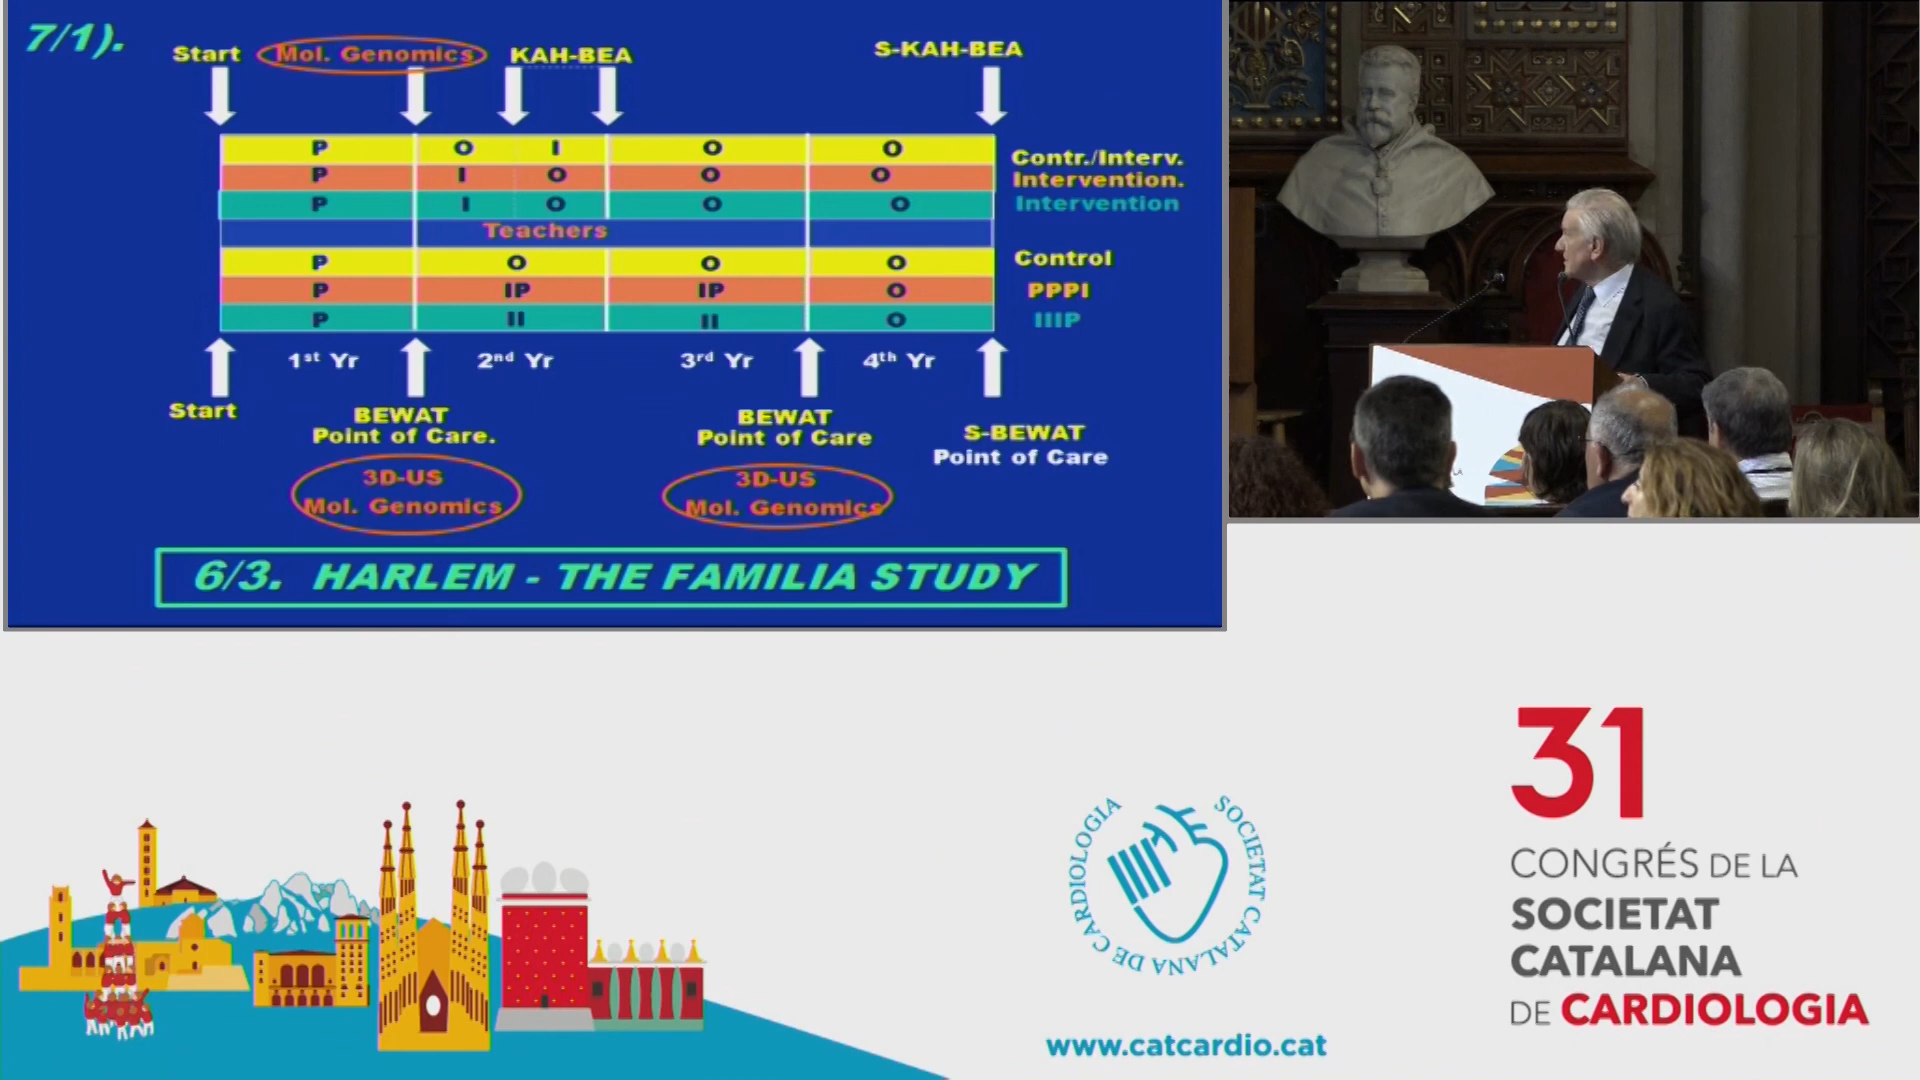 7/1).
Start Mol. Genomics KAH-BEA S-KAH-BEA
P O I O O Contr./Interv.
P I O O O Intervention.
P I O O O Intervention
Teachers
P O O O Control
P IP IP O PPPI
P II II O IIIP
1st Yr 2nd Yr 3rd Yr 4th Yr
Start
BEWAT
Point of Care.
3D-US
Mol. Genomics
BEWAT
Point of Care
3D-US
Mol. Genomics
S-BEWAT
Point of Care
6/3. HARLEM - THE FAMILIA STUDY
SOCIETAT CATALANA DE CARDIOLOGIA
www.catcardio.cat
31
CONGRÉS DE LA
SOCIETAT
CATALANA
DE CARDIOLOGIA